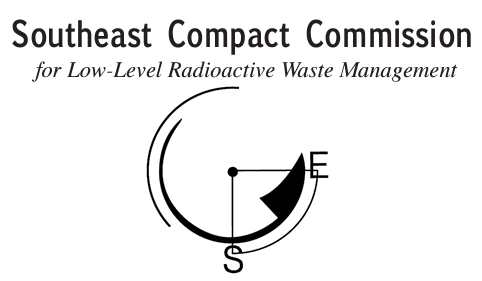 Southeast Compact Commission
for Low-Level Radioactive Waste Management
E
S